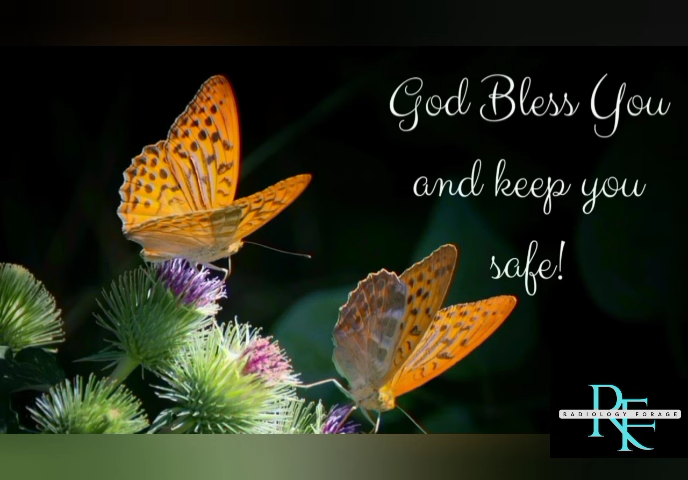 God Bless You
and keep you
safe!
RF
RADIOLOGY FORAGE